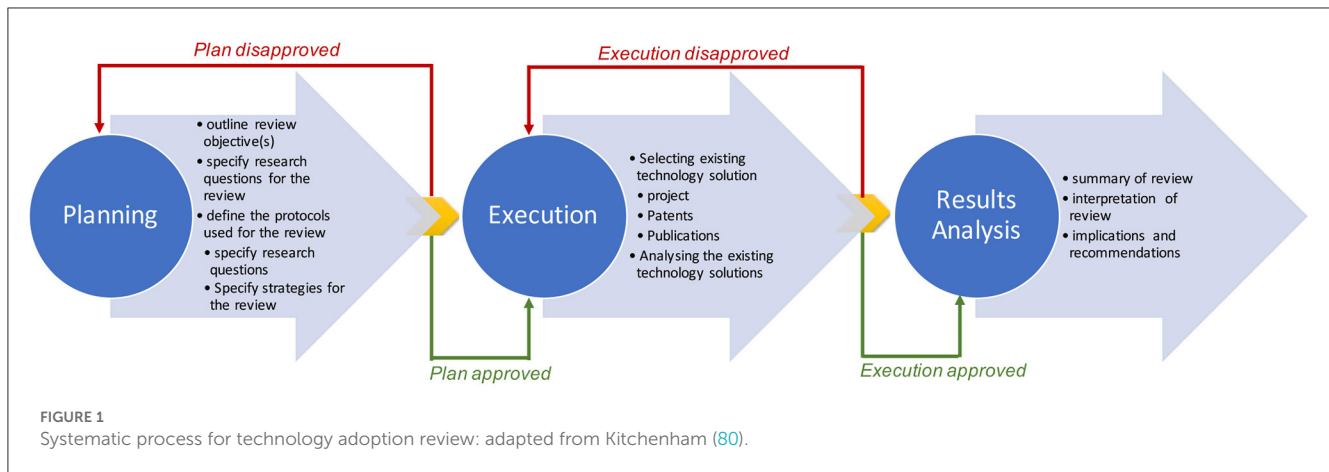 Plan disapproved
Execution disapproved
Planning
• outline review
objective(s)
• specify research
questions for the
review
• define the protocols
used for the review
• specify research
questions
• Specify strategies for
the review
Execution
• Selecting existing
technology solution
• project
• Patents
• Publications
• Analysing the existing
technology solutions
Results
Analysis
• summary of review
• interpretation of
review
• implications and
recommendations
Plan approved
Execution approved
FIGURE 1
Systematic process for technology adoption review: adapted from Kitchenham (80).